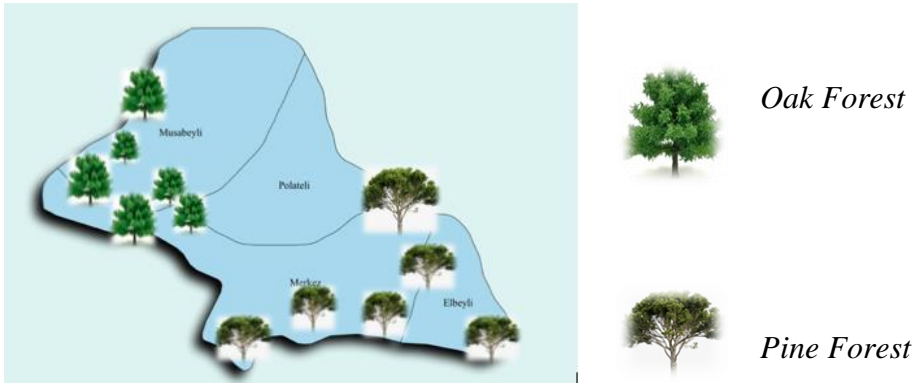 Oak Forest
Musabeyli
Polateli
Merkez
Elbeyli
Pine Forest